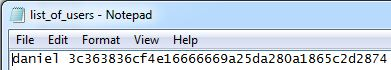 list_of_users - Notepad
File Edit Format View Help
daniel 3c363836cf4e16666669a25da280a1865c2d2874